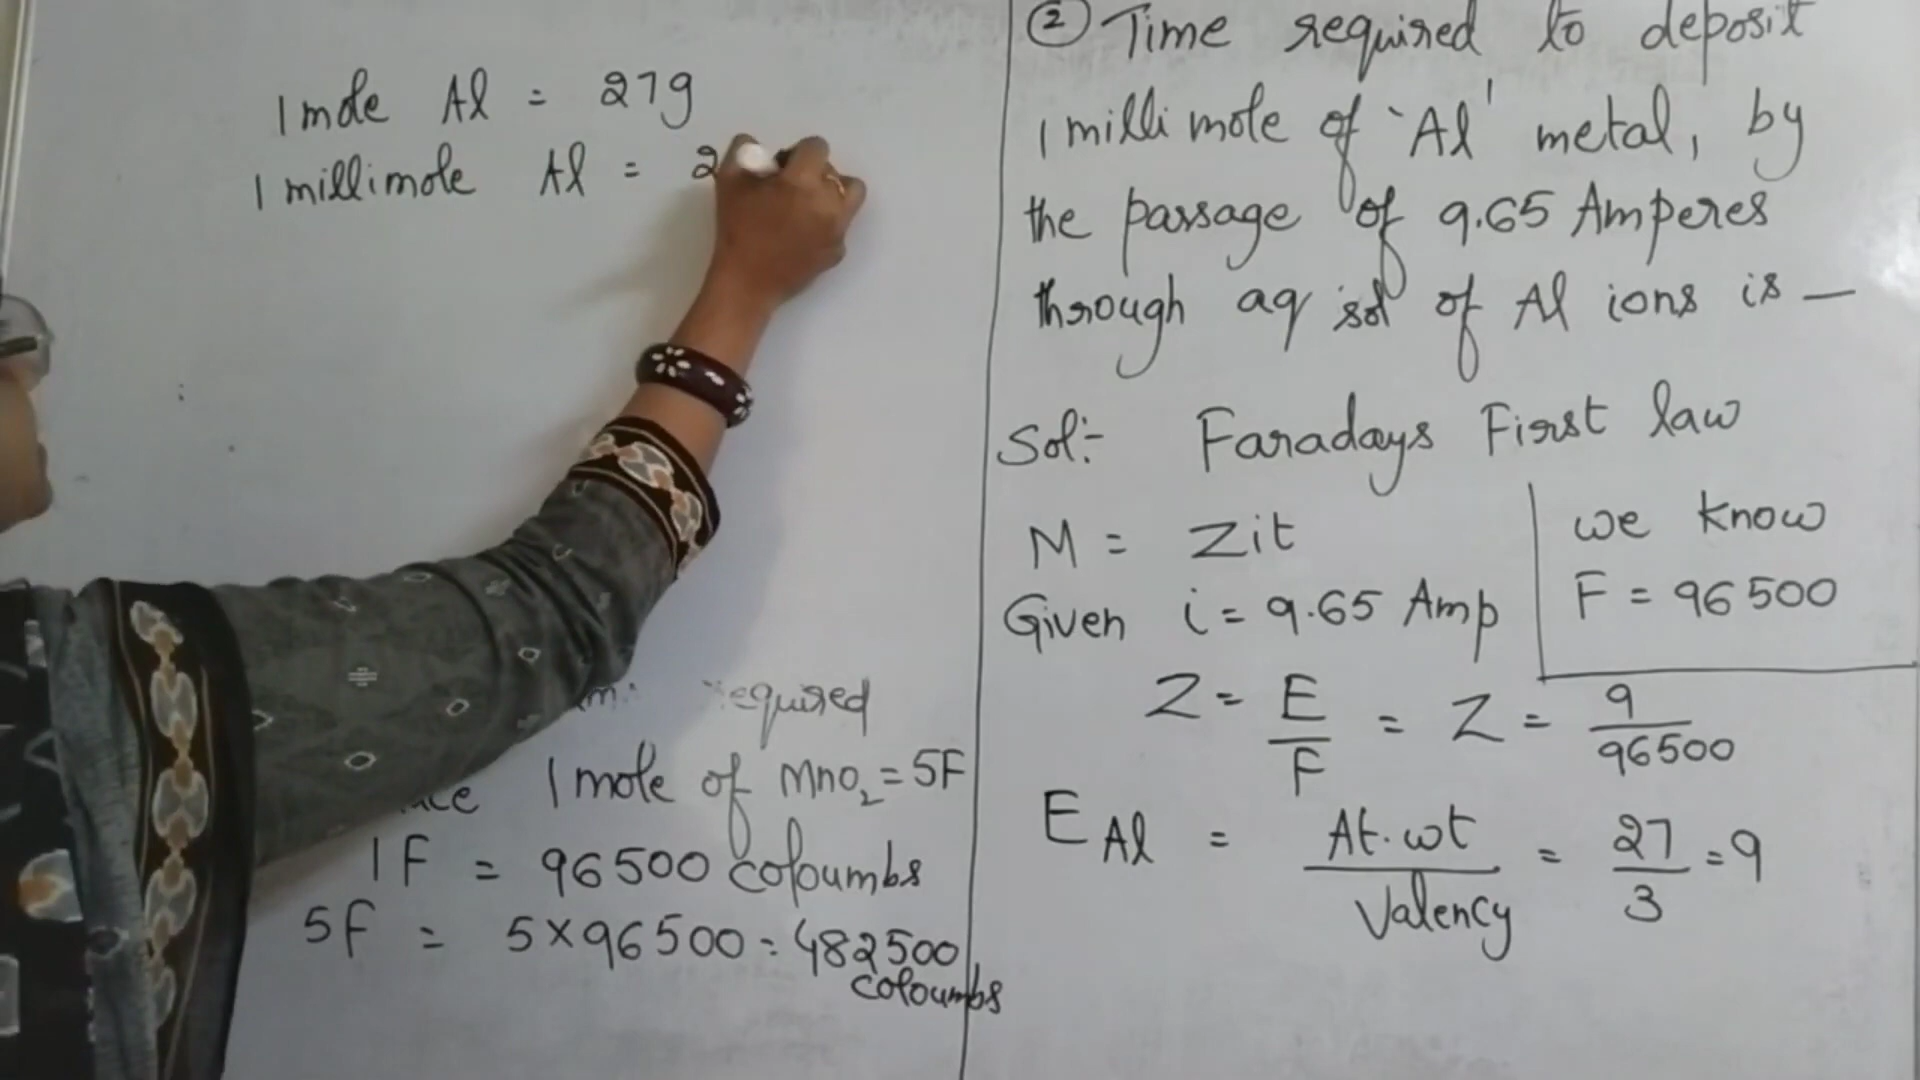 1 mole Al = 27g
1 millimole Al = 2
required
1 mole of MnO2 = 5F
1F = 96500 coloumbs
5F = 5×96500 = 482500
coloumbs
② Time required to deposit
1 milli mole of 'Al' metal, by
the passage of 9.65 Amperes
through aq sol of Al ions is —
Sol:- Faradays First law
M = Zit
we know
F = 96500
Given i = 9.65 Amp
Z = E/F = Z = 9/96500
E Al = At.wt/Valency = 27/3 = 9